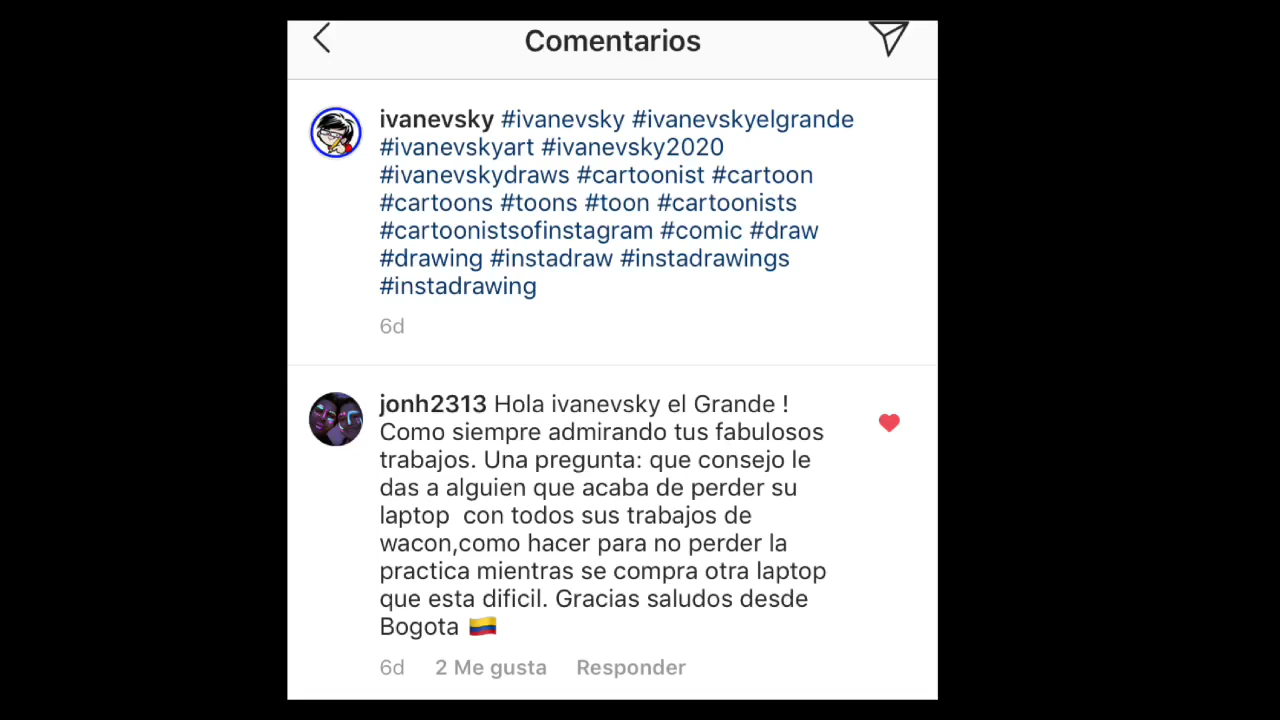 Comentarios
ivanevsky #ivanevsky #ivanevskyelgrande
#ivanevskyart #ivanevsky2020
#ivanevskydraws #cartoonist #cartoon
#cartoons #toons #toon #cartoonists
#cartoonistsofinstagram #comic #draw
#drawing #instadraw #instadrawings
#instadrawing
6d
jonh2313 Hola ivanevsky el Grande !
Como siempre admirando tus fabulosos
trabajos. Una pregunta: que consejo le
das a alguien que acaba de perder su
laptop  con todos sus trabajos de
wacon,como hacer para no perder la
practica mientras se compra otra laptop
que esta dificil. Gracias saludos desde
Bogota 🇨🇴
6d 2 Me gusta Responder